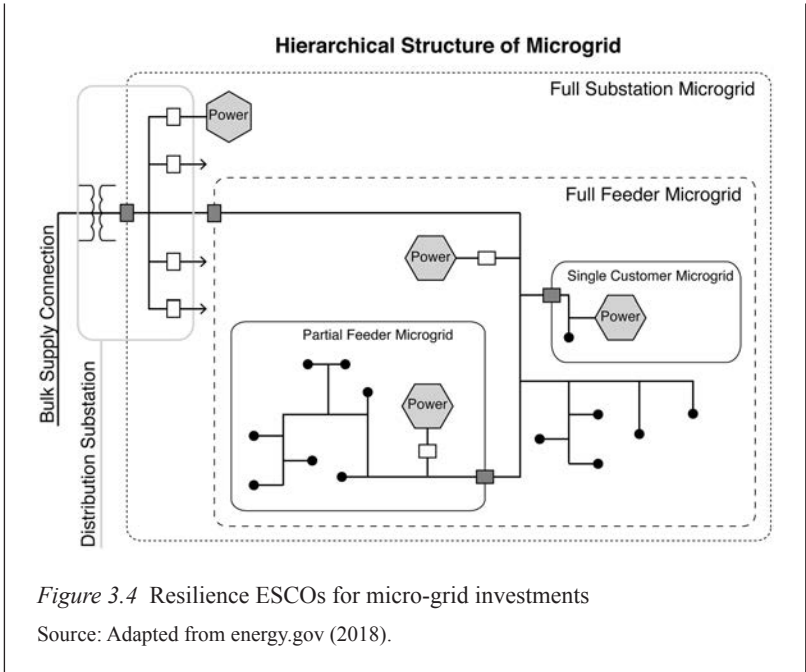 Hierarchical Structure of Microgrid
Full Substation Microgrid
Power
Full Feeder Microgrid
Power
Single Customer Microgrid
Power
Partial Feeder Microgrid
Power
Bulk Supply Connection
Distribution Substation
Figure 3.4 Resilience ESCOs for micro-grid investments
Source: Adapted from energy.gov (2018).